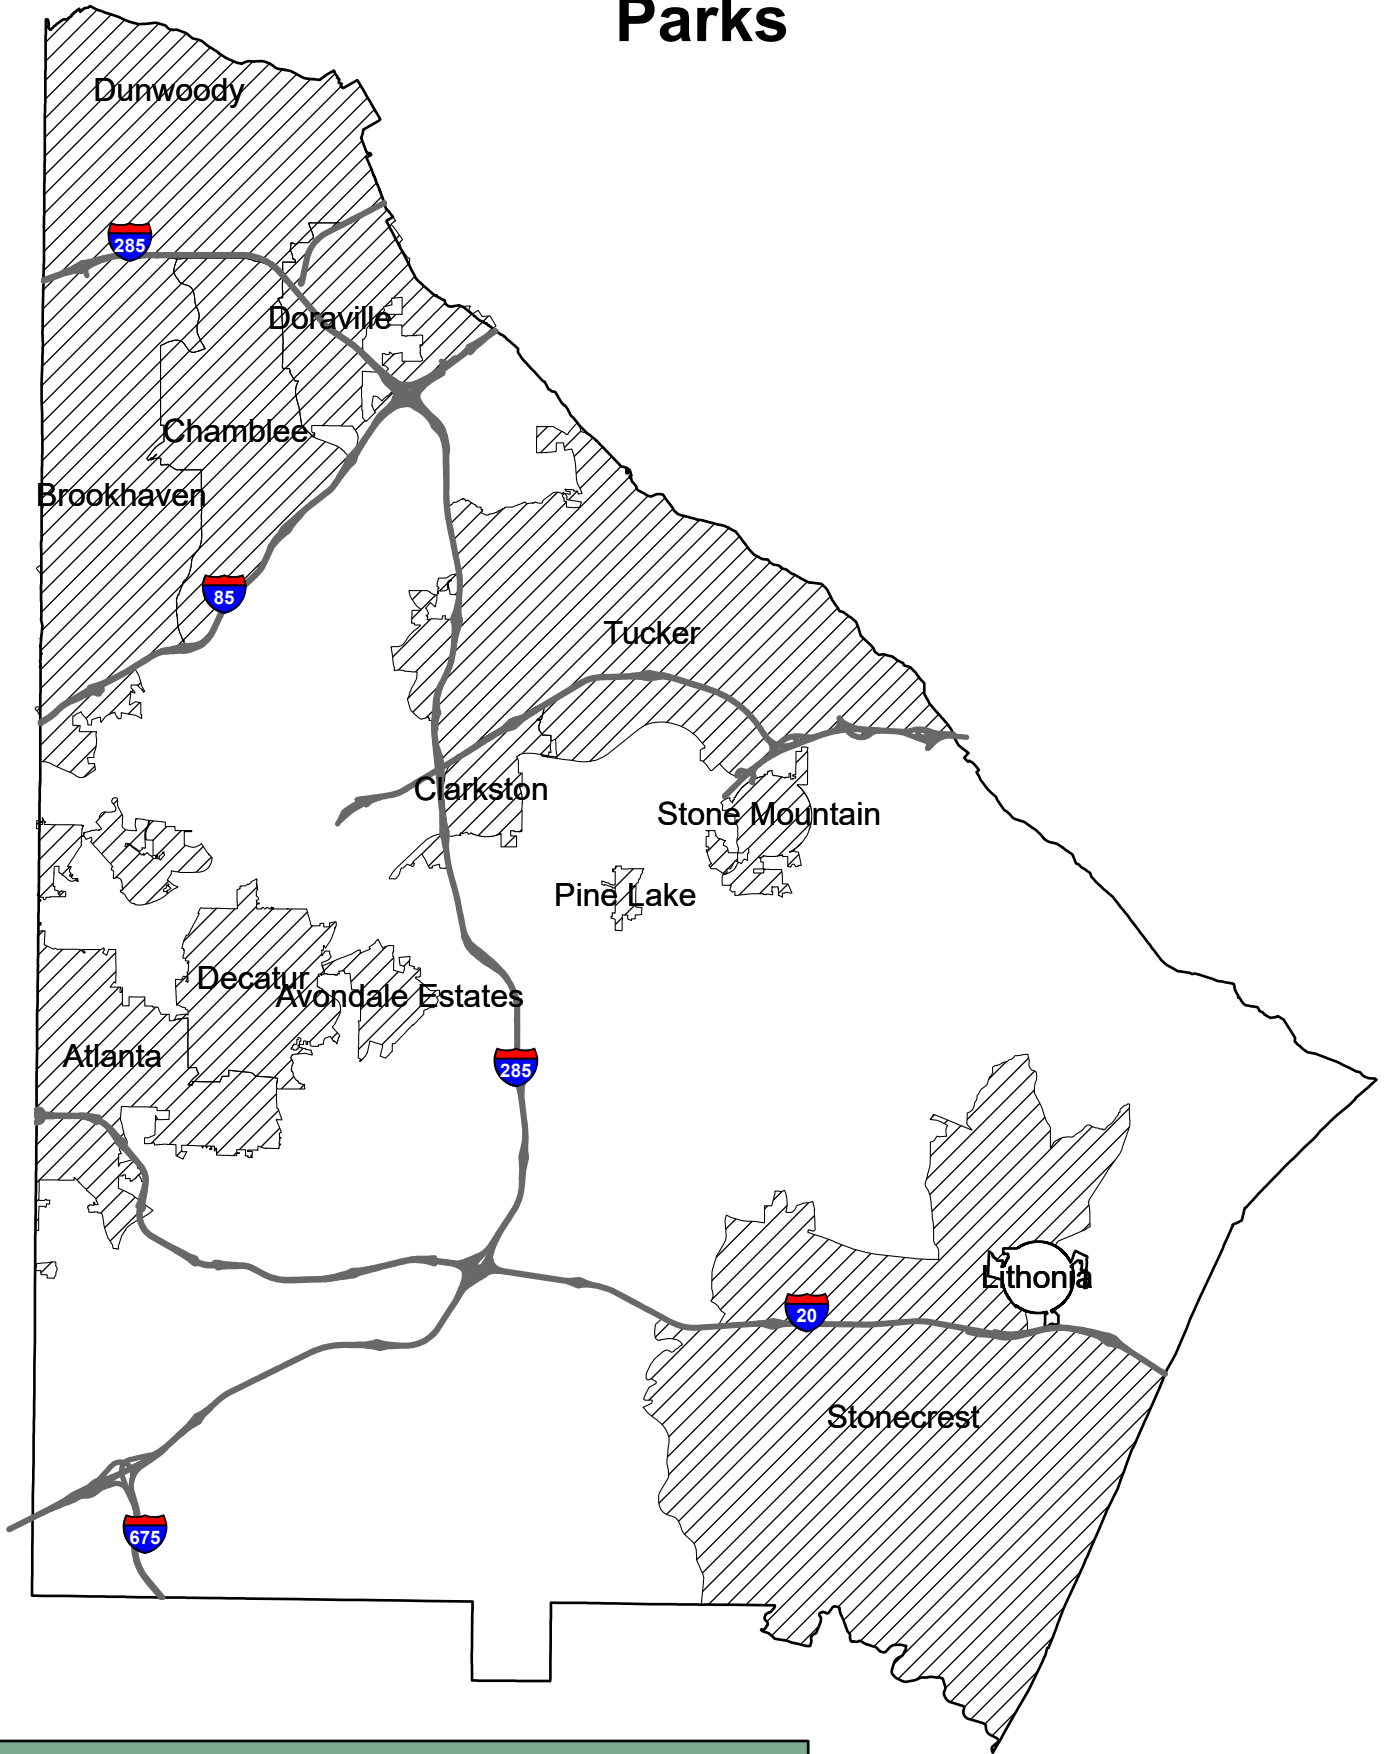 Parks
Dunwoody
285
Doraville
Chamblee
Brookhaven
85
Tucker
Clarkston
Stone Mountain
Pine Lake
Decatur
Avondale Estates
Atlanta
285
Lithonia
20
Stonecrest
675